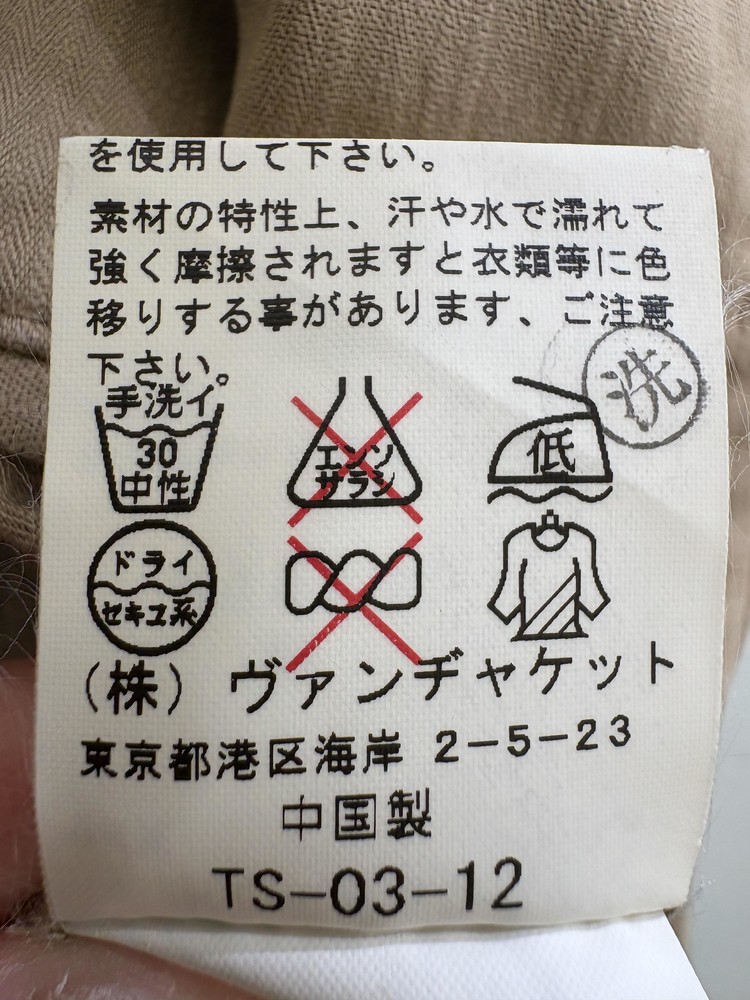 を使用して下さい。
素材の特性上、汗や水で濡れて
強く摩擦されますと衣類等に色
移りする事があります、ご注意
下さい。
洗
手洗イ
30
中性
エンソ
サラシ
低
ドライ
セキユ系
(株) ヴァンヂャケット
東京都港区海岸 2-5-23
中国製
TS-03-12